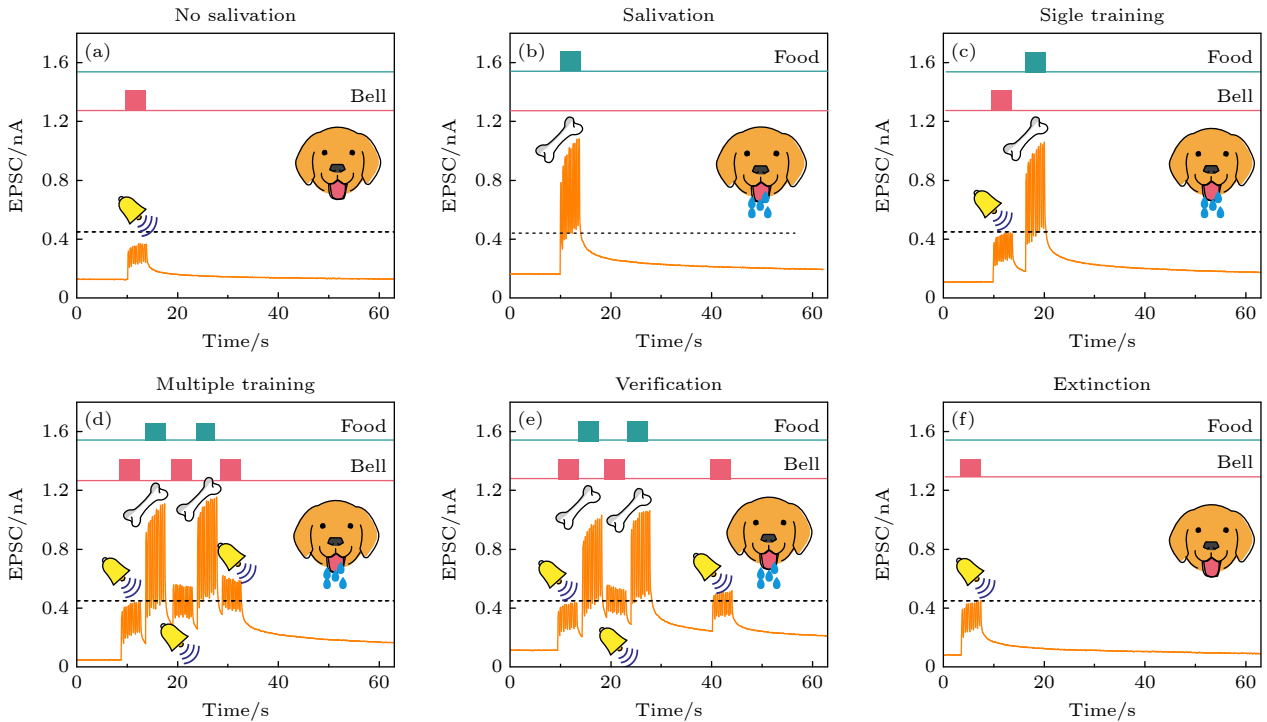 No salivation
(a)
Bell
EPSC/nA
1.6
1.2
0.8
0.4
0
0 20 40 60
Time/s
Salivation
(b)
Food
EPSC/nA
1.6
1.2
0.8
0.4
0
0 20 40 60
Time/s
Sigle training
(c)
Food
Bell
EPSC/nA
1.6
1.2
0.8
0.4
0
0 20 40 60
Time/s
Multiple training
(d)
Food
Bell
EPSC/nA
1.6
1.2
0.8
0.4
0
0 20 40 60
Time/s
Verification
(e)
Food
Bell
EPSC/nA
1.6
1.2
0.8
0.4
0
0 20 40 60
Time/s
Extinction
(f)
Food
Bell
EPSC/nA
1.6
1.2
0.8
0.4
0
0 20 40 60
Time/s